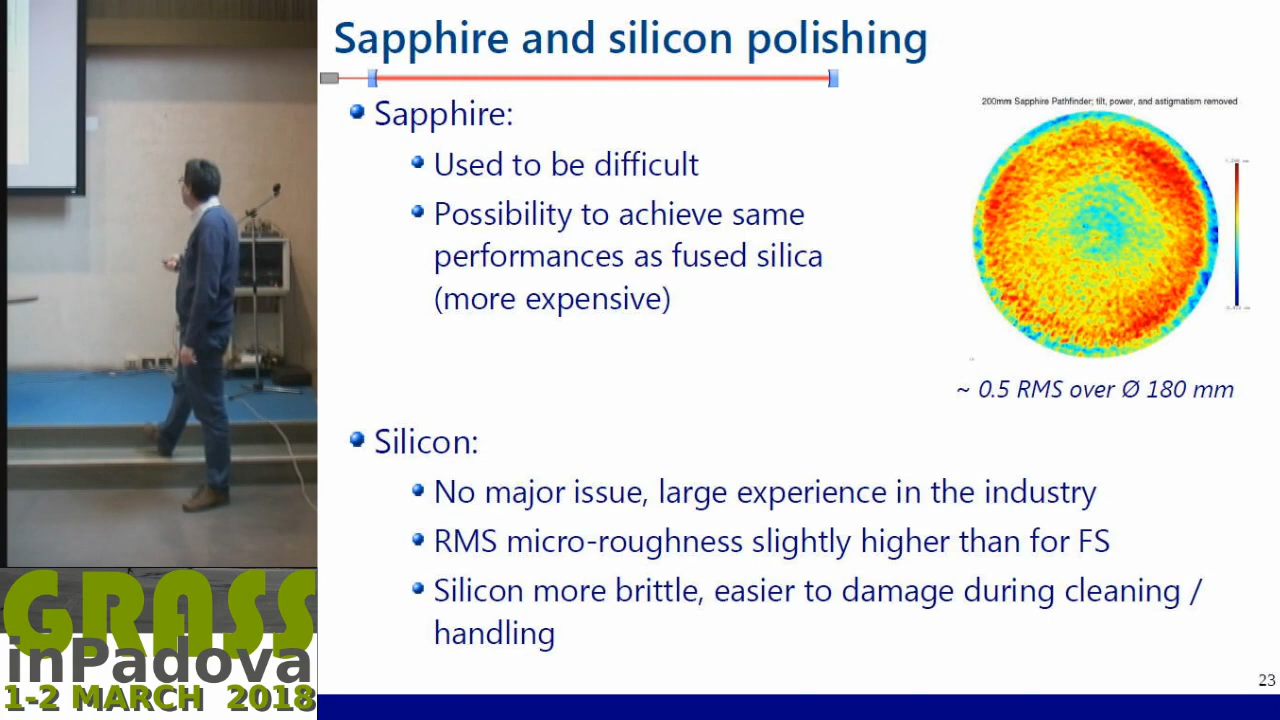 Sapphire and silicon polishing
Sapphire:
Used to be difficult
Possibility to achieve same
performances as fused silica
(more expensive)
200mm Sapphire Pathfinder; tilt, power, and astigmatism removed
~ 0.5 RMS over Ø 180 mm
Silicon:
No major issue, large experience in the industry
RMS micro-roughness slightly higher than for FS
Silicon more brittle, easier to damage during cleaning /
handling
23
GRASS
inPadova
1-2 MARCH 2018